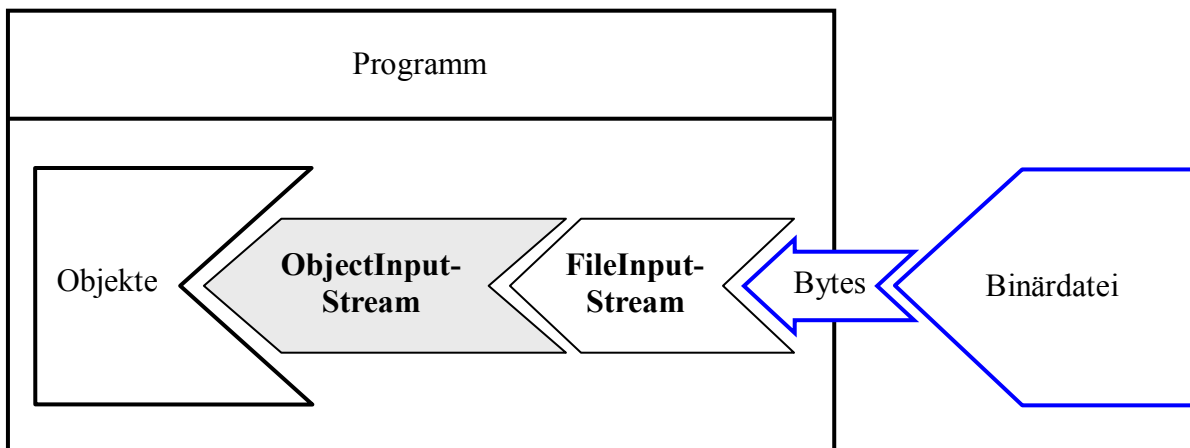 Programm
Objekte
ObjectInput-
Stream
FileInput-
Stream
Bytes
Binärdatei